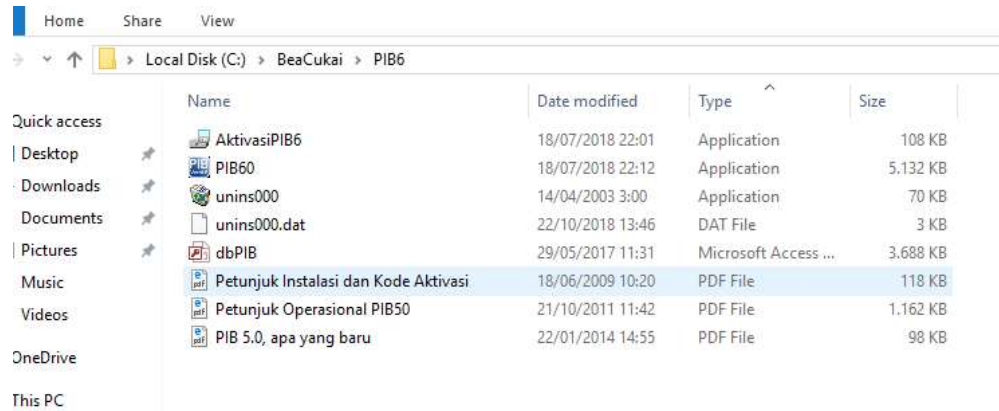 Home Share View
Local Disk (C:) > BeaCukai > PIB6
Name Date modified Type Size
Quick access
Desktop
Downloads
Documents
Pictures
Music
Videos
OneDrive
This PC
AktivasiPIB6 18/07/2018 22:01 Application 108 KB
PIB60 18/07/2018 22:12 Application 5.132 KB
unins000 14/04/2003 3:00 Application 70 KB
unins000.dat 22/10/2018 13:46 DAT File 3 KB
dbPIB 29/05/2017 11:31 Microsoft Access ... 3.688 KB
Petunjuk Instalasi dan Kode Aktivasi 18/06/2009 10:20 PDF File 118 KB
Petunjuk Operasional PIB50 21/10/2011 11:42 PDF File 1.162 KB
PIB 5.0, apa yang baru 22/01/2014 14:55 PDF File 98 KB